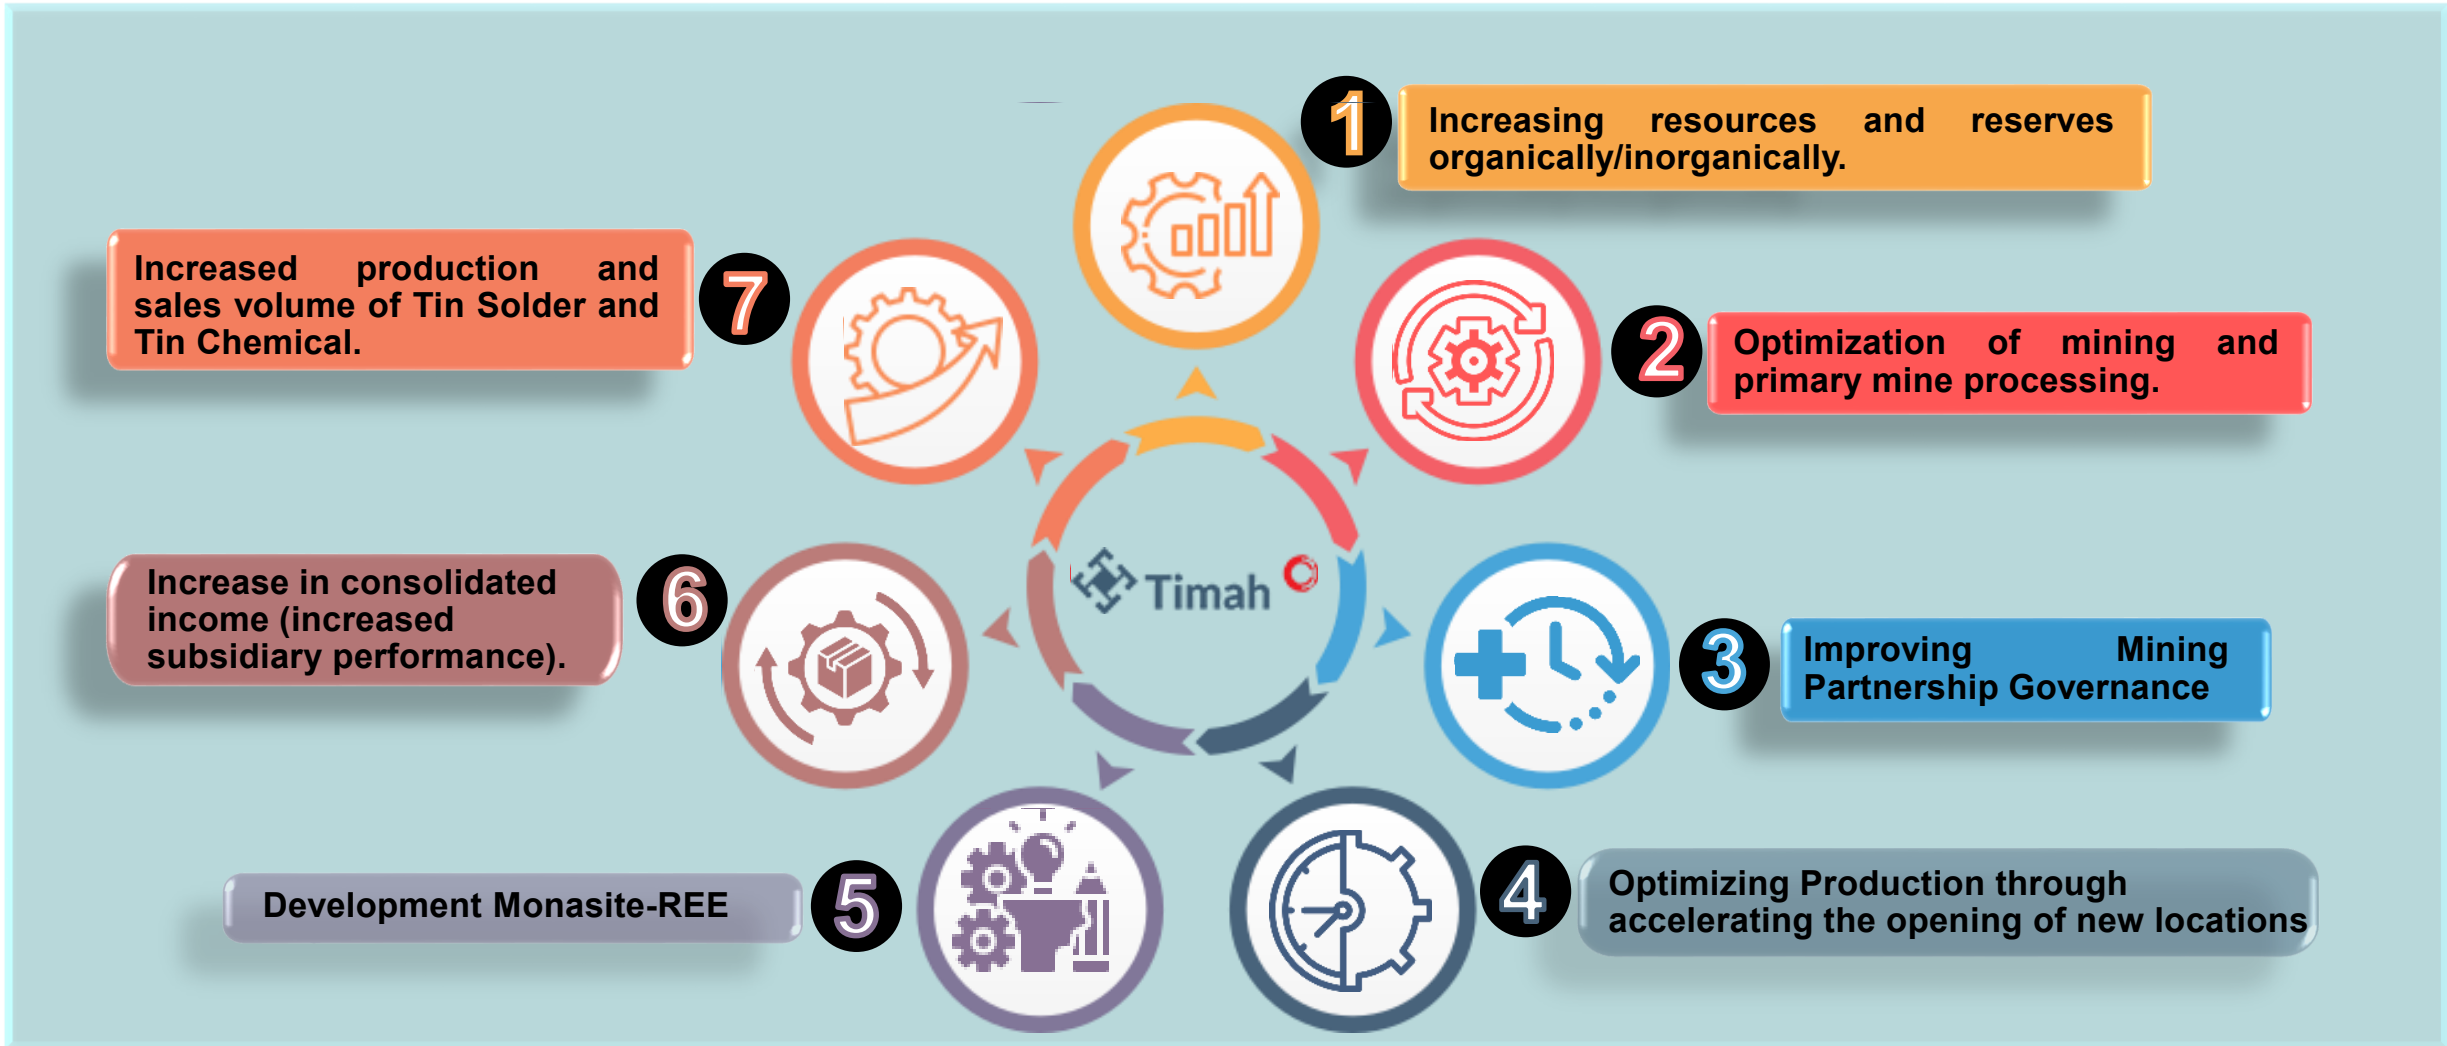 1
Increasing resources and reserves
organically/inorganically.
2
Optimization of mining and
primary mine processing.
3
Improving Mining
Partnership Governance
4
Optimizing Production through
accelerating the opening of new locations
5
Development Monasite-REE
6
Increase in consolidated
income (increased
subsidiary performance).
7
Increased production and
sales volume of Tin Solder and
Tin Chemical.
Timah